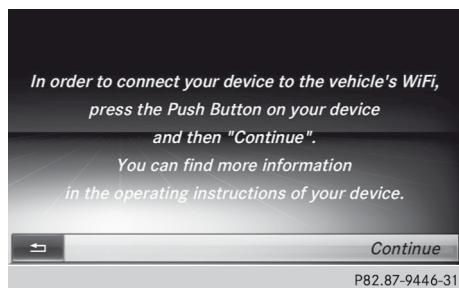 In order to connect your device to the vehicle's WiFi,
press the Push Button on your device
and then "Continue".
You can find more information
in the operating instructions of your device.
Continue
P82.87-9446-31